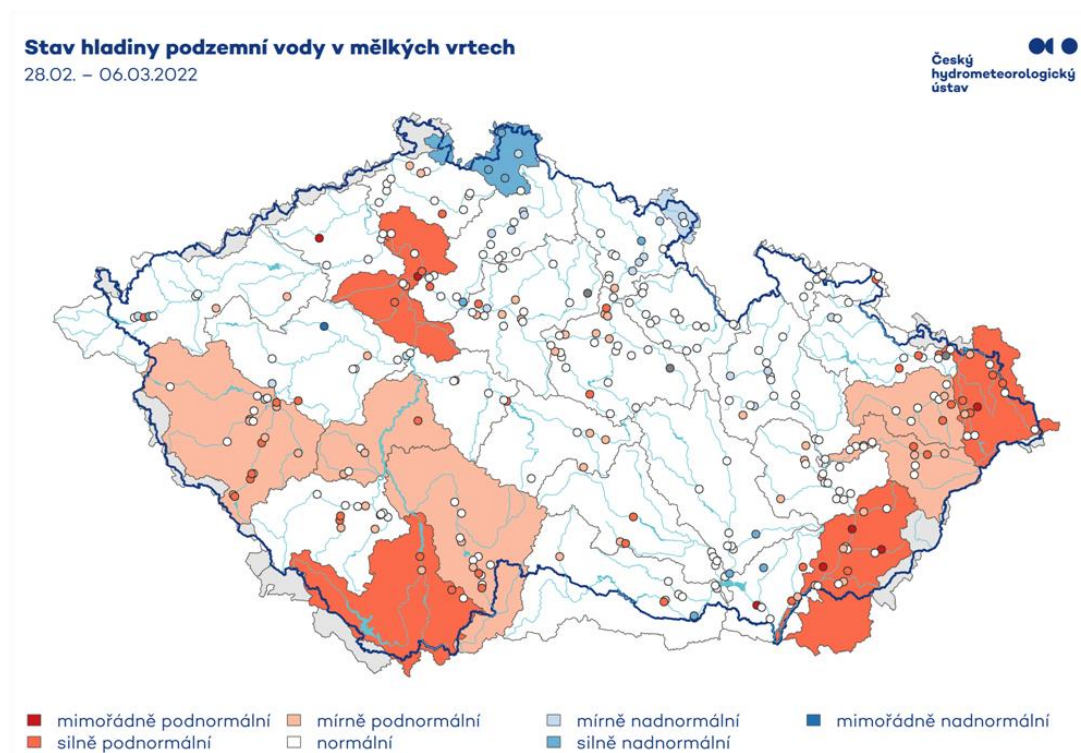 Stav hladiny podzemní vody v mělkých vrtech
28.02. – 06.03.2022
Český
hydrometeorologický
ústav
mimořádně podnormální
silně podnormální
mírně podnormální
normální
mírně nadnormální
silně nadnormální
mimořádně nadnormální